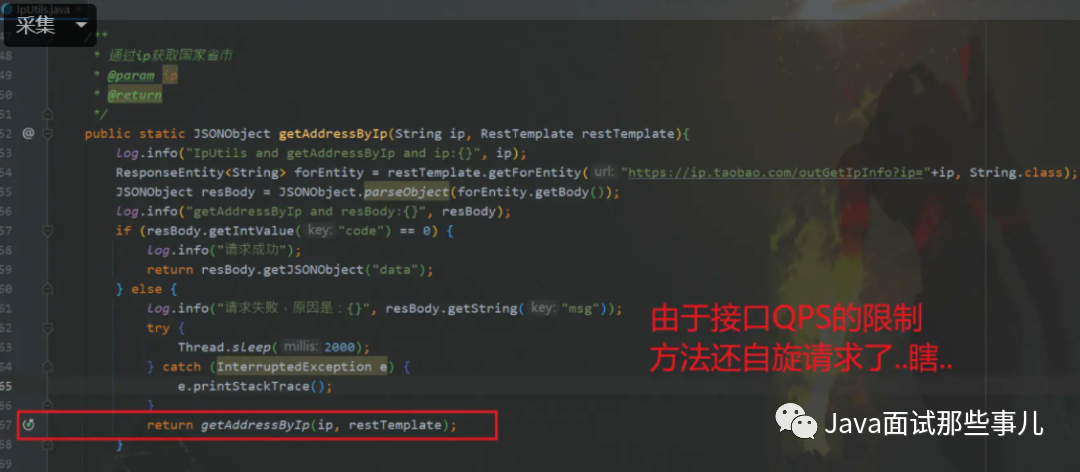 IpUtils.java
采集
/**
48 * 通过ip获取国家省市
49 * @param ip
50 * @return
51 */
52 @ public static JSONObject getAddressByIp(String ip, RestTemplate restTemplate){
53 log.info("IpUtils and getAddressByIp and ip:{}", ip);
54 ResponseEntity<String> forEntity = restTemplate.getForEntity( url: "https://ip.taobao.com/outGetIpInfo?ip="+ip, String.class);
55 JSONObject resBody = JSONObject.parseObject(forEntity.getBody());
56 log.info("getAddressByIp and resBody:{}", resBody);
57 if (resBody.getIntValue( key: "code") == 0) {
58 log.info("请求成功");
59 return resBody.getJSONObject("data");
60 } else {
61 log.info("请求失败，原因是：{}", resBody.getString( key: "msg"));
62 try {
63 Thread.sleep( millis: 2000);
64 } catch (InterruptedException e) {
65 e.printStackTrace();
66 }
67 return getAddressByIp(ip, restTemplate);
68 }
69
由于接口QPS的限制
方法还自旋请求了..瞎..
Java面试那些事儿